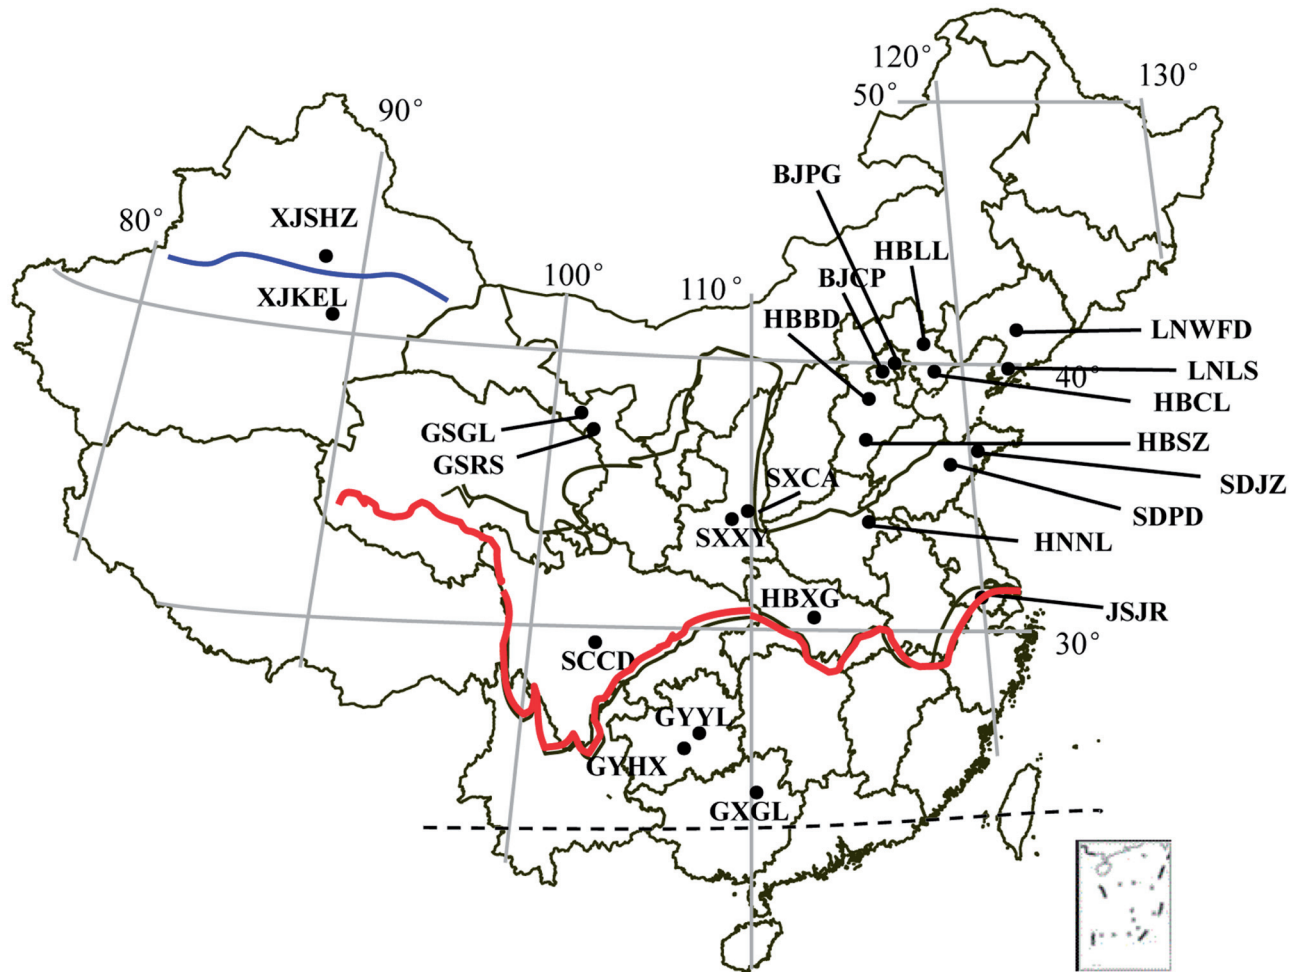 120°
130°
50°
90°
BJPG
80°
XJSHZ
HBLL
BJCP
100°
110°
XJKEL
HBBD
LNWFD
LNLS
40°
HBCL
GSGL
HBSZ
GSRS
SXCA
SDJZ
SDPD
SXXY
HNNL
HBXG
JSJR
30°
SCCD
GYYL
GYHX
GXGL